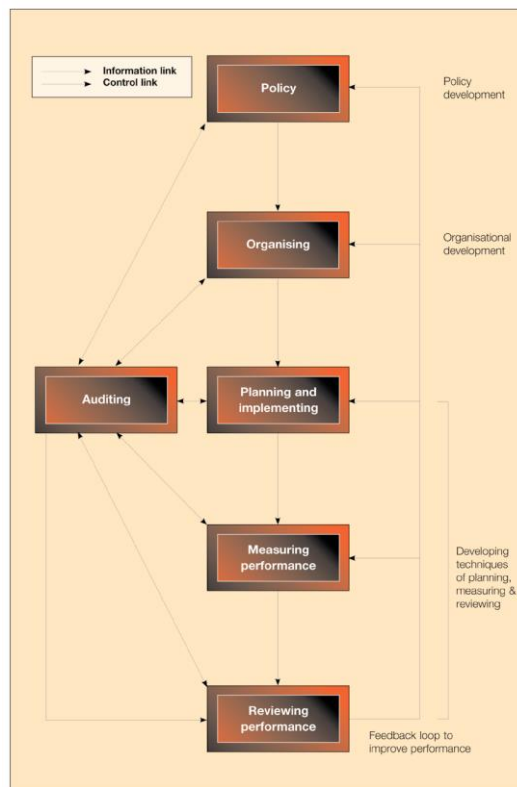 Information link
Control link
Policy
Policy
development
Organising
Organisational
development
Auditing
Planning and
implementing
Measuring
performance
Developing
techniques
of planning,
measuring &
reviewing
Reviewing
performance
Feedback loop to
improve performance